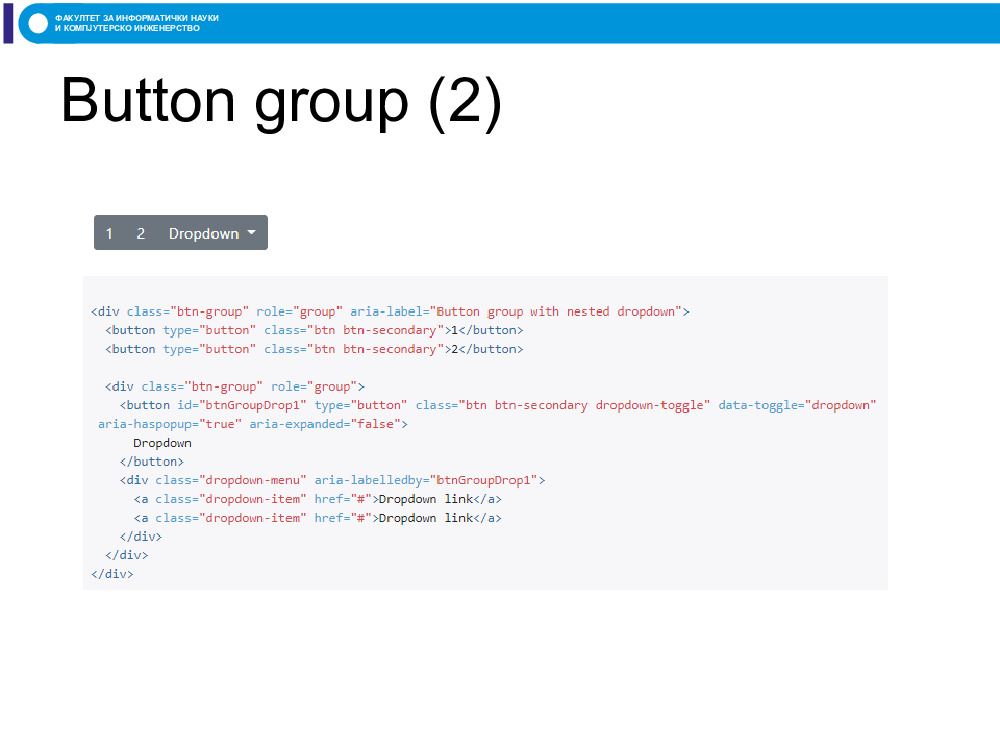 ФАКУЛТЕТ ЗА ИНФОРМАТИЧКИ НАУКИ
И КОМПЈУТЕРСКО ИНЖЕНЕРСТВО
Button group (2)
1 2 Dropdown
<div class="btn-group" role="group" aria-label="Button group with nested dropdown">
<button type="button" class="btn btn-secondary">1</button>
<button type="button" class="btn btn-secondary">2</button>
<div class="btn-group" role="group">
<button id="btnGroupDrop1" type="button" class="btn btn-secondary dropdown-toggle" data-toggle="dropdown"
aria-haspopup="true" aria-expanded="false">
Dropdown
</button>
<div class="dropdown-menu" aria-labelledby="btnGroupDrop1">
<a class="dropdown-item" href="#">Dropdown link</a>
<a class="dropdown-item" href="#">Dropdown link</a>
</div>
</div>
</div>